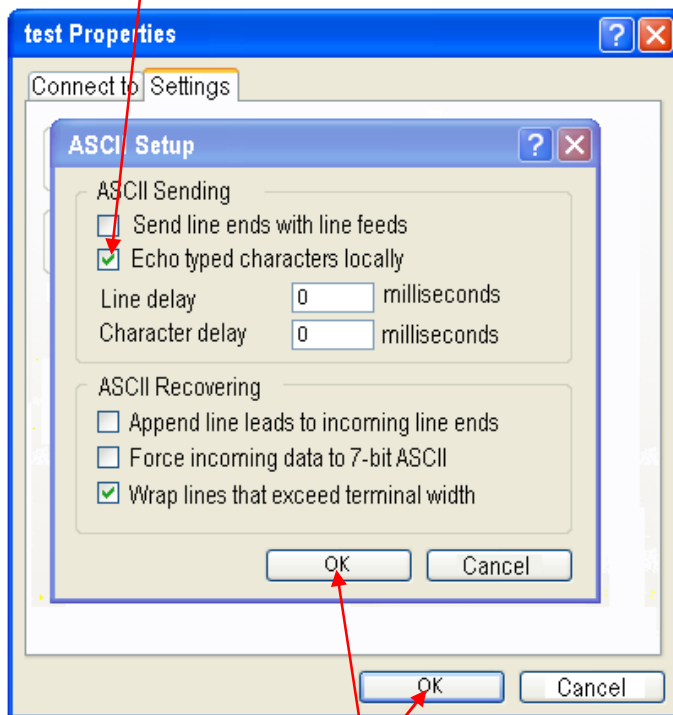 test Properties
Connect to Settings
ASCII Setup
ASCII Sending
Send line ends with line feeds
Echo typed characters locally
Line delay 0 milliseconds
Character delay 0 milliseconds
ASCII Recovering
Append line leads to incoming line ends
Force incoming data to 7-bit ASCII
Wrap lines that exceed terminal width
OK Cancel
OK Cancel